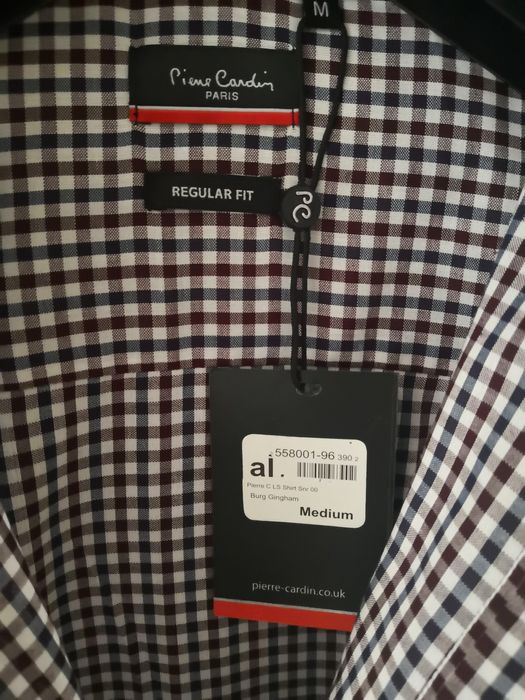 M
Pierre Cardin
PARIS
REGULAR FIT
PC
558001-96 390 2
al.
Pierre C LS Shirt Snr 00
Burg Gingham
Medium
pierre-cardin.co.uk